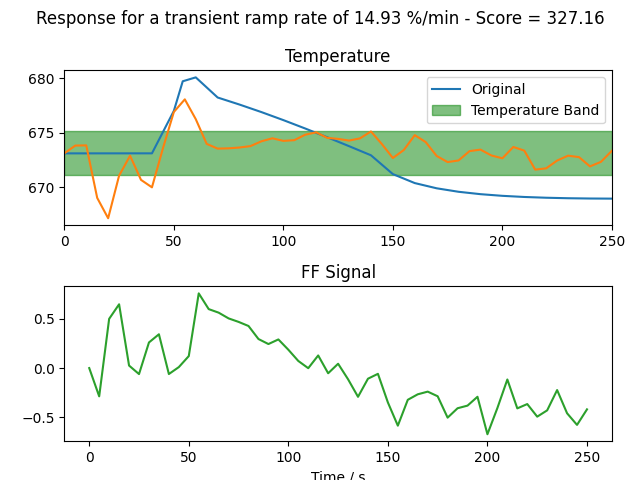 Response for a transient ramp rate of 14.93 %/min - Score = 327.16
Temperature
680
675
670
Original
Temperature Band
0 50 100 150 200 250
FF Signal
0.5
0.0
−0.5
0 50 100 150 200 250
Time / s